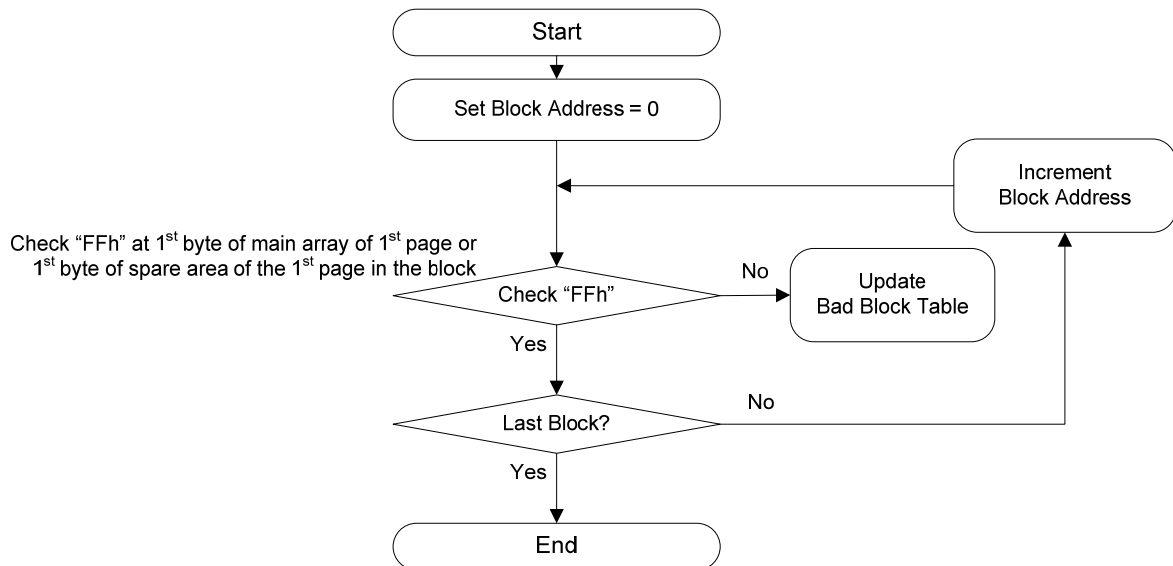 Start
Set Block Address = 0
Increment
Block Address
Check “FFh” at 1st byte of main array of 1st page or
1st byte of spare area of the 1st page in the block
Check “FFh”
No
Update
Bad Block Table
Yes
Last Block?
No
Yes
End